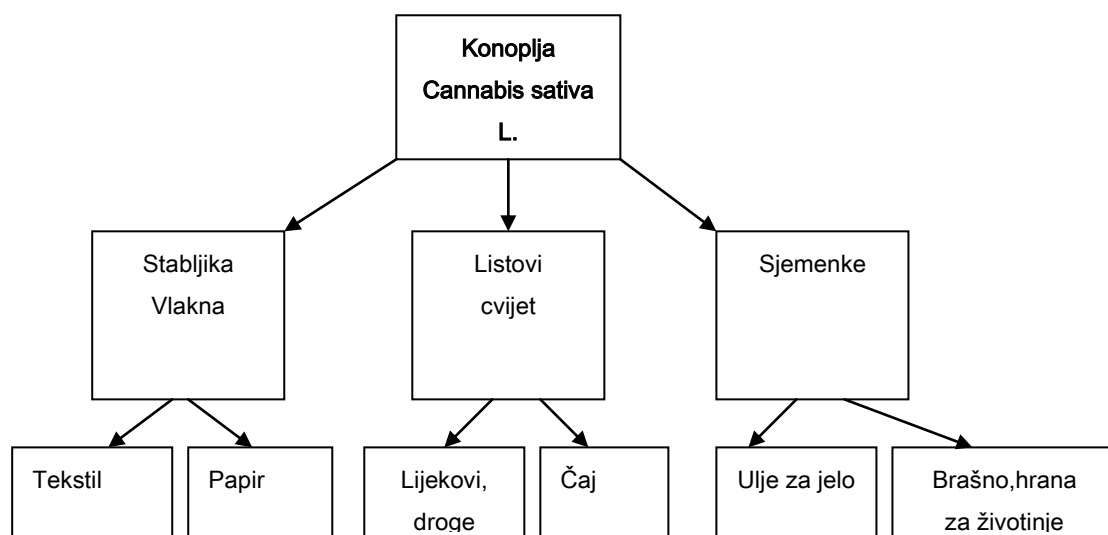 Konoplja
Cannabis sativa
L.
Stabljika
Vlakna
Listovi
cvijet
Sjemenke
Tekstil
Papir
Lijekovi,
droge
Čaj
Ulje za jelo
Brašno,hrana
za životinje